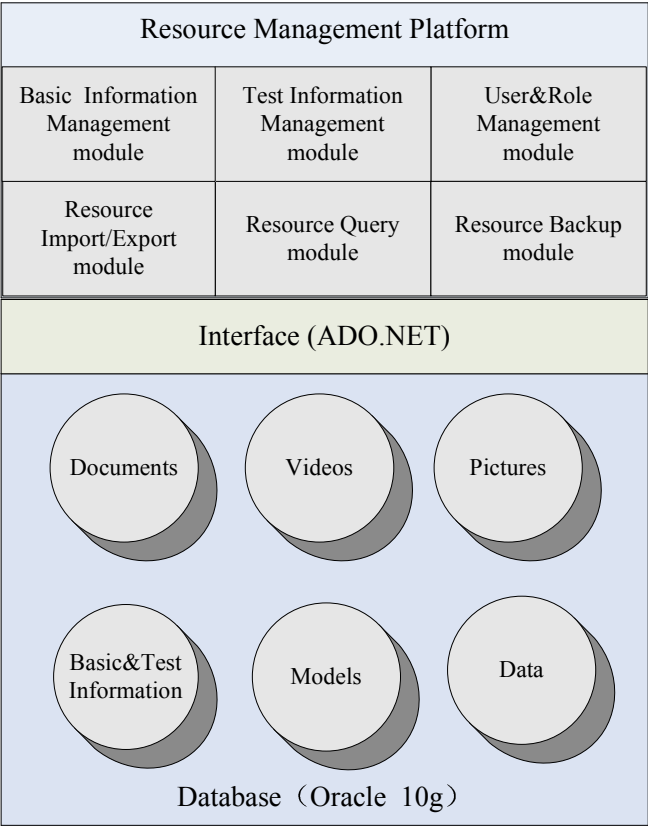 Resource Management Platform
Basic Information
Management
module
Test Information
Management
module
User&Role
Management
module
Resource
Import/Export
module
Resource Query
module
Resource Backup
module
Interface (ADO.NET)
Documents
Videos
Pictures
Basic&Test
Information
Models
Data
Database（Oracle 10g）